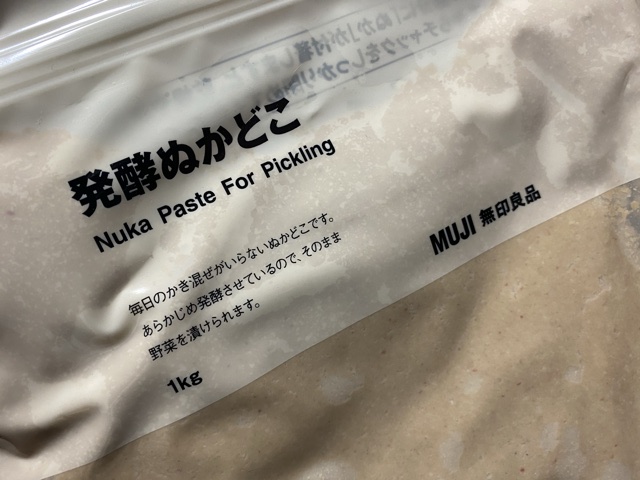 発酵ぬかどこ
Nuka Paste For Pickling
毎日のかき混ぜがいらないぬかどこです。
あらかじめ発酵させているので、そのまま
野菜を漬けられます。
1kg
MUJI 無印良品